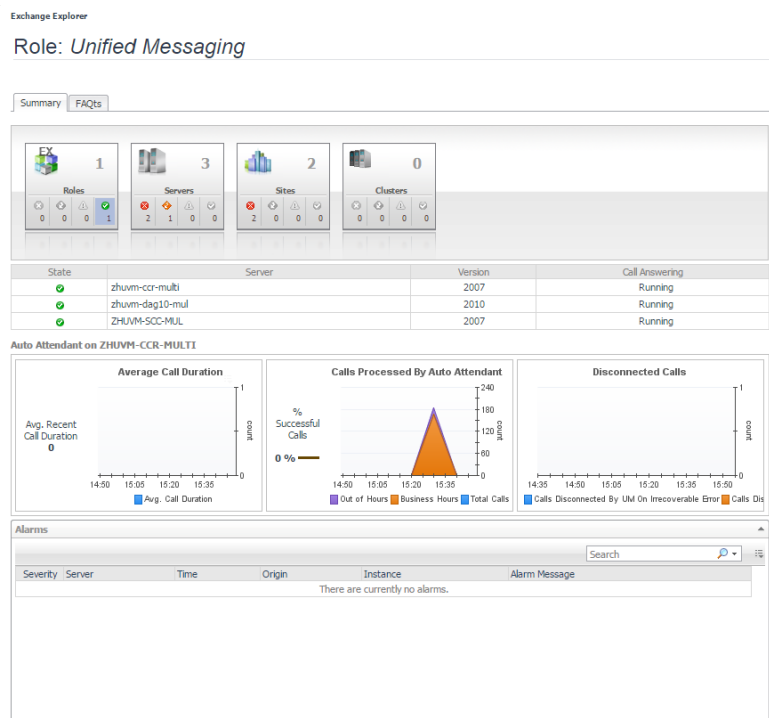 Exchange Explorer
Role: Unified Messaging
Summary FAQts
EX
1 3 2 0
Roles Servers Sites Clusters
0 0 0 1 2 1 0 0 2 0 0 0 0 0 0 0
State Server Version Call Answering
zhuvm-ccr-multi 2007 Running
zhuvm-dag10-mul 2010 Running
ZHUVM-SCC-MUL 2007 Running
Auto Attendant on ZHUVM-CCR-MULTI
Average Call Duration
Avg. Recent
Call Duration
0
1
0
count
14:50 15:05 15:20 15:35
Avg. Call Duration
Calls Processed By Auto Attendant
%
Successful
Calls
0 %
240
180
120
60
0
count
14:50 15:05 15:20 15:35
Out of Hours Business Hours Total Calls
Disconnected Calls
1
0
count
14:35 14:50 15:05 15:20 15:35 15:50
Calls Disconnected By UM On Irrecoverable Error Calls Dis
Alarms
Search
Severity Server Time Origin Instance Alarm Message
There are currently no alarms.